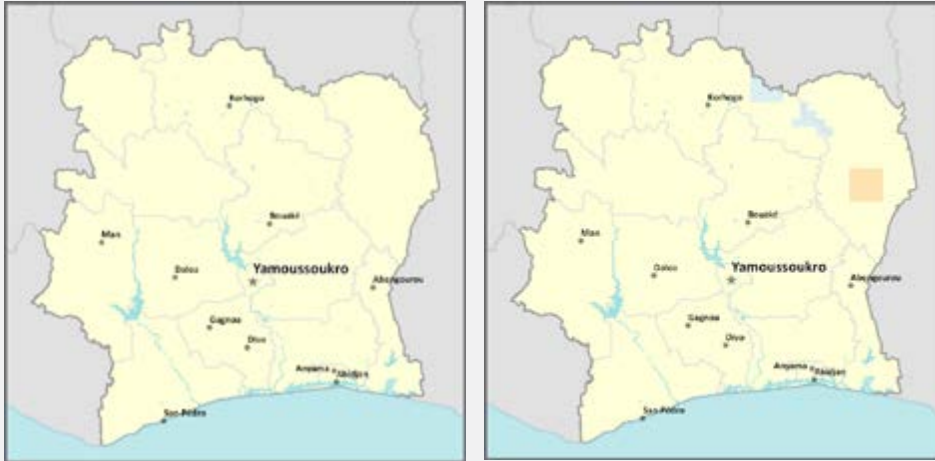 Korhogo
Bouaké
Man
Yamoussoukro
Daloa
Abengourou
Gagnoa
Divo
Anyama
Abidjan
San-Pédro
Korhogo
Bouaké
Man
Yamoussoukro
Daloa
Abengourou
Gagnoa
Divo
Anyama
Abidjan
San-Pédro